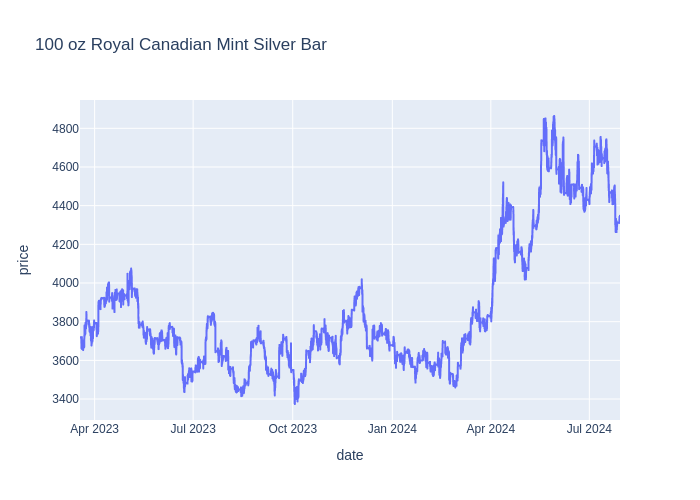 100 oz Royal Canadian Mint Silver Bar
4800
4600
4400
4200
4000
3800
3600
3400
price
Apr 2023 Jul 2023 Oct 2023 Jan 2024 Apr 2024 Jul 2024
date